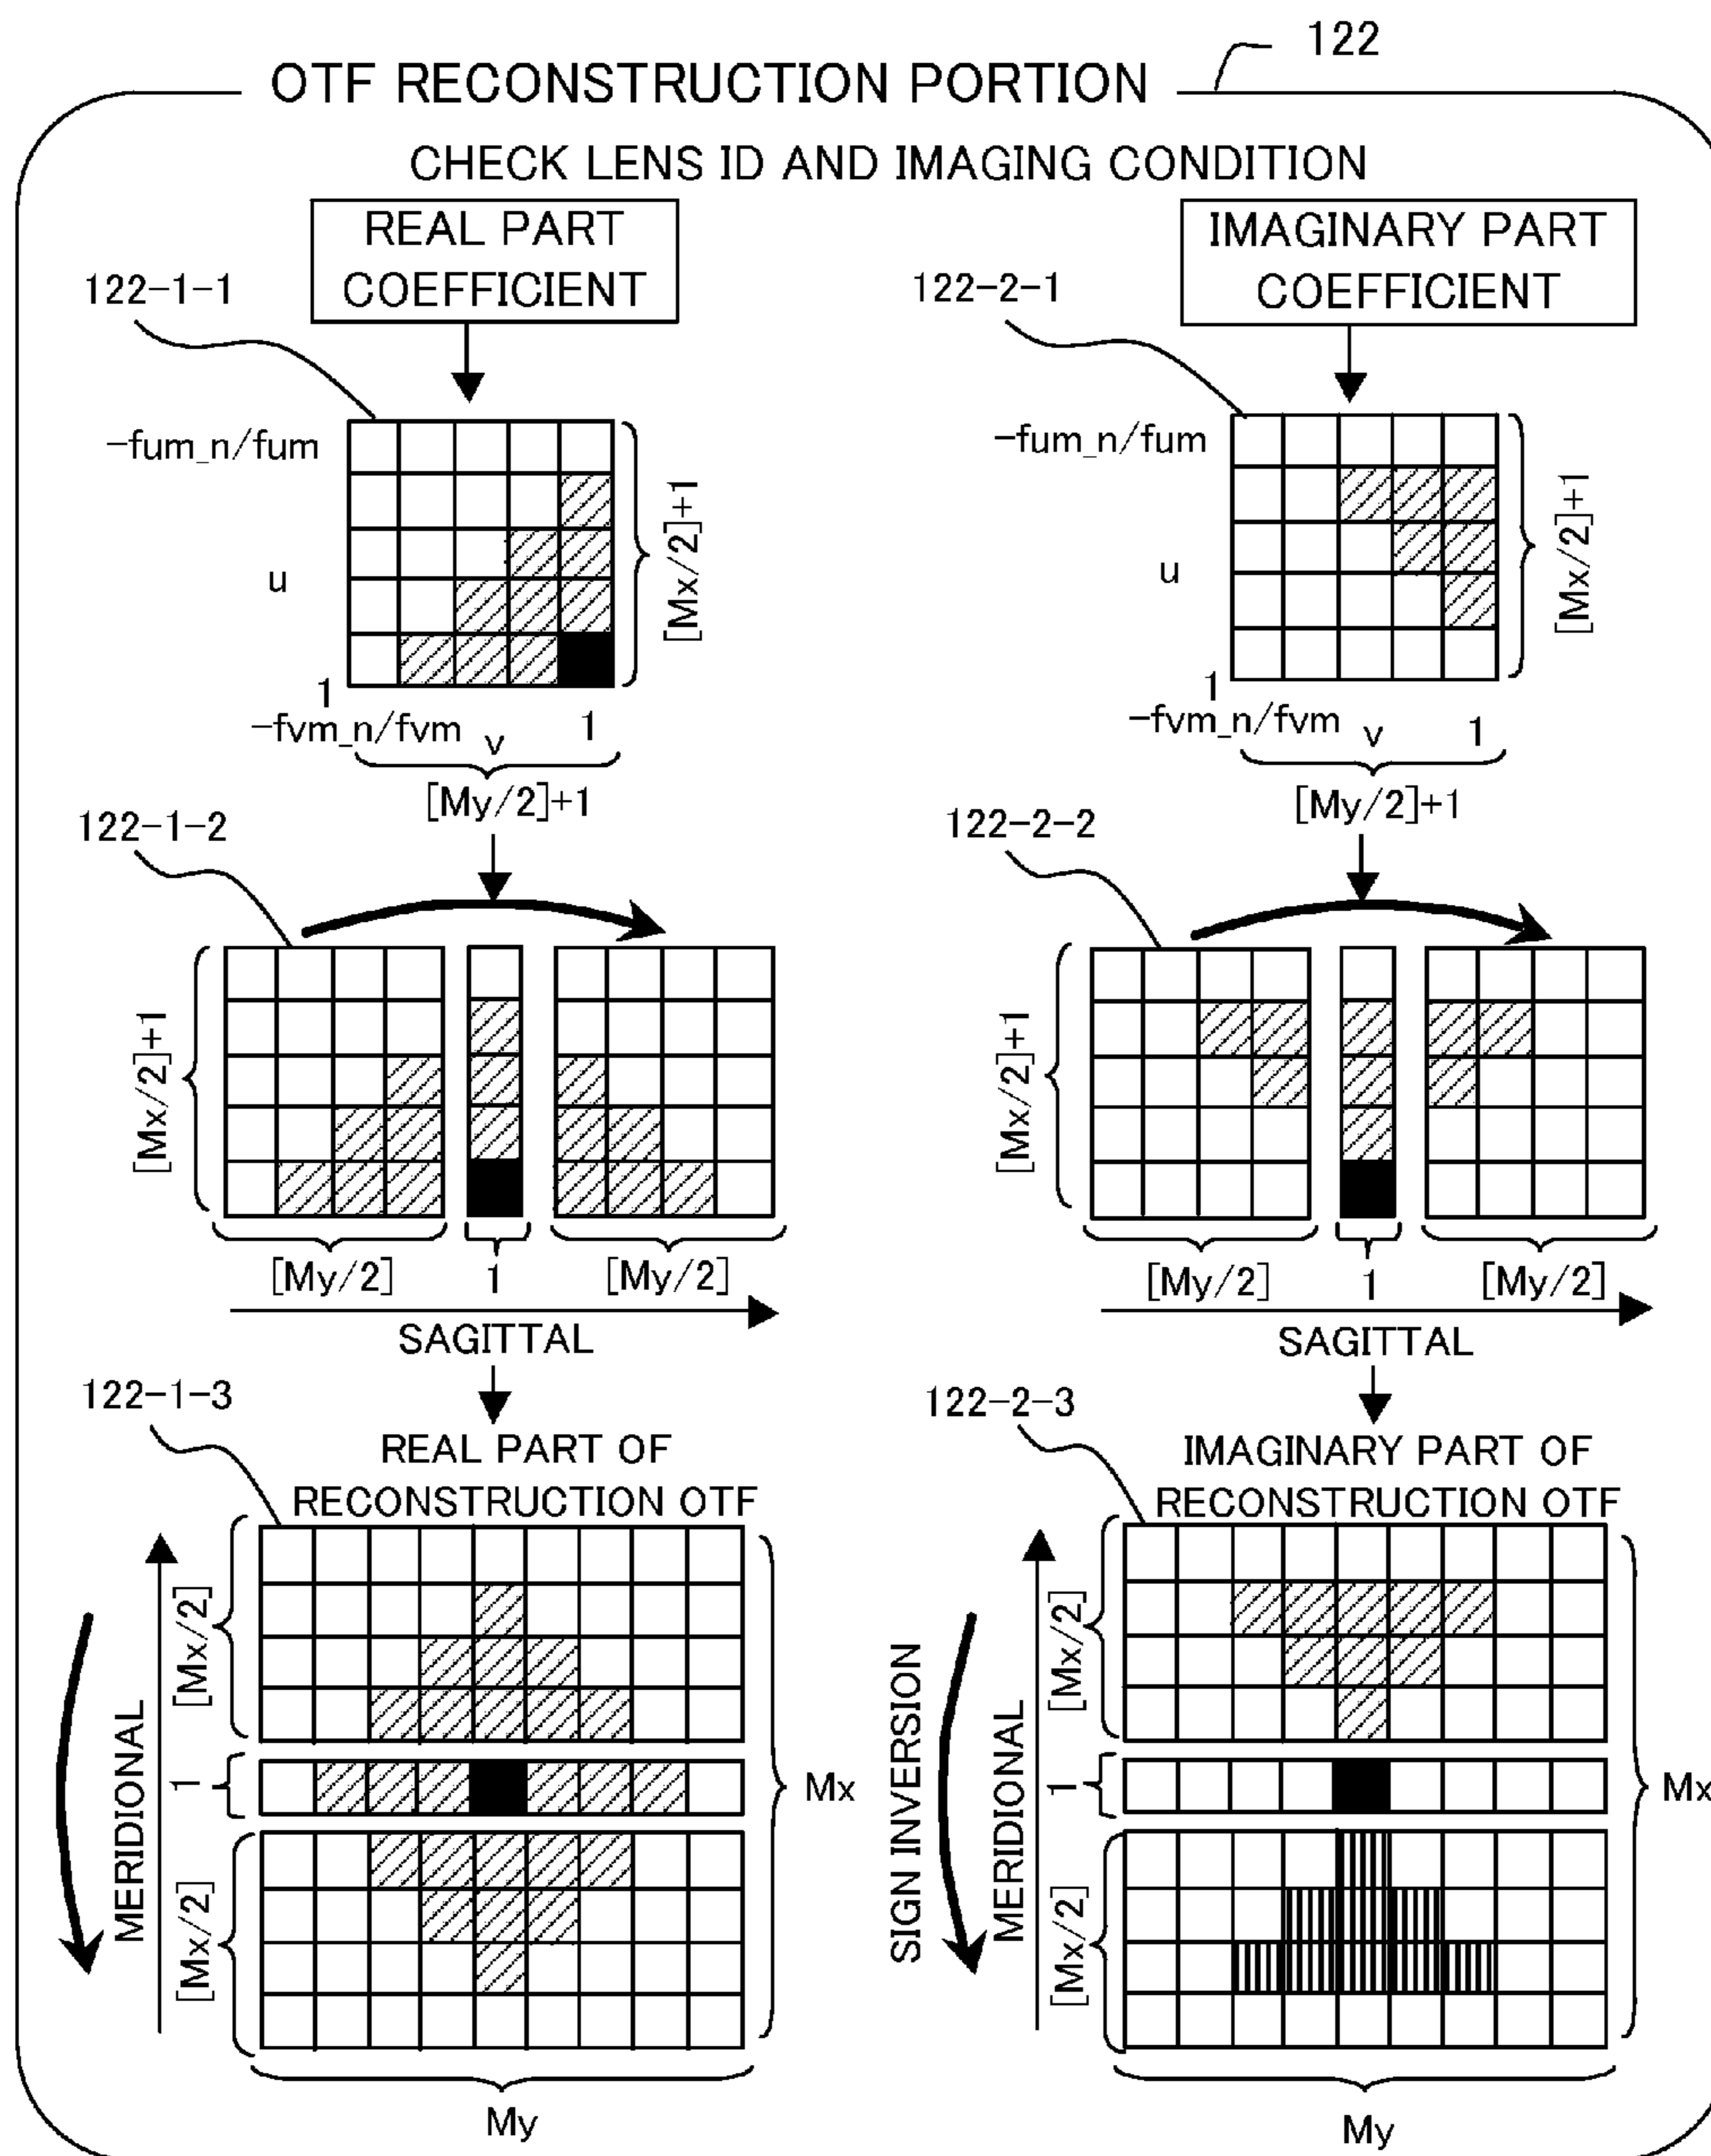 122
OTF RECONSTRUCTION PORTION
CHECK LENS ID AND IMAGING CONDITION
REAL PART
COEFFICIENT
122-1-1
-fum_n/fum
u
1
[Mx/2]+1
-fvm_n/fvm
v
1
[My/2]+1
122-1-2
[Mx/2]+1
[My/2]
1
[My/2]
SAGITTAL
122-1-3
REAL PART OF
RECONSTRUCTION OTF
MERIDIONAL
[Mx/2]
1
[Mx/2]
Mx
My
IMAGINARY PART
COEFFICIENT
122-2-1
-fum_n/fum
u
1
[Mx/2]+1
-fvm_n/fvm
v
1
[My/2]+1
122-2-2
[Mx/2]+1
[My/2]
1
[My/2]
SAGITTAL
122-2-3
IMAGINARY PART OF
RECONSTRUCTION OTF
SIGN INVERSION
MERIDIONAL
[Mx/2]
1
[Mx/2]
Mx
My